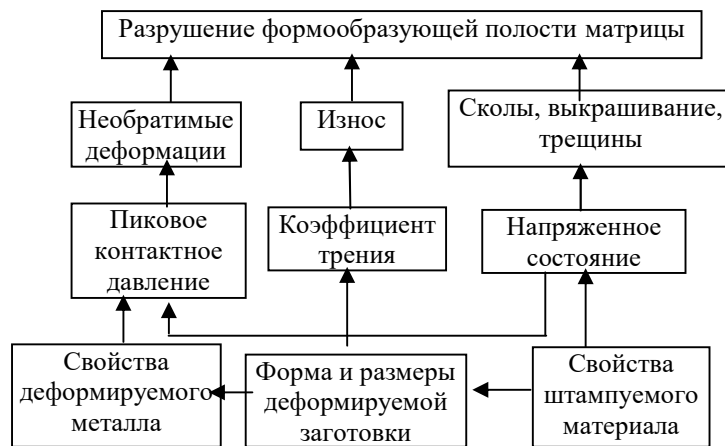 Разрушение формообразующей полости матрицы
Необратимые
деформации
Износ
Сколы, выкрашивание,
трещины
Пиковое
контактное
давление
Коэффициент
трения
Напряженное
состояние
Свойства
деформируемого
металла
Форма и размеры
деформируемой
заготовки
Свойства
штампуемого
материала